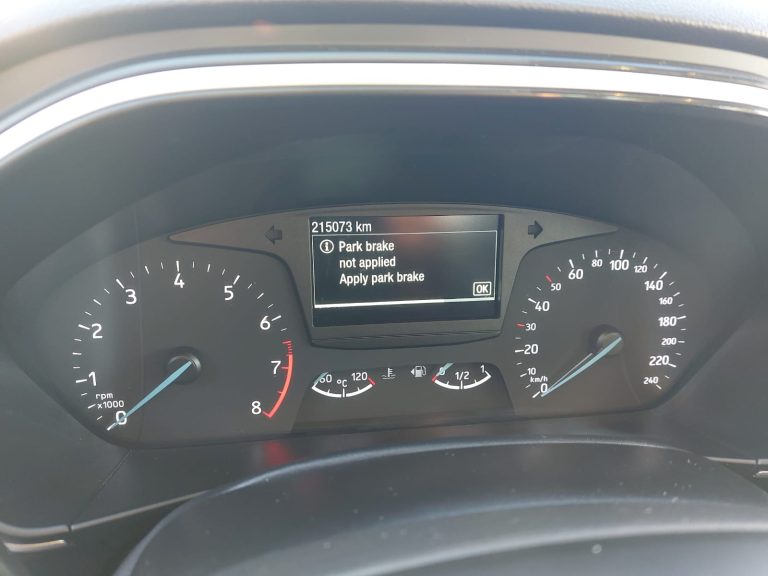 215073 km
Park brake
not applied
Apply park brake
OK
0 1 2 3 4 5 6 7 8
rpm
x1000
60 °C 120
0 1/2 1
0 10 20 30 40 50 60 80 100 120 140 160 180 200 220 240
km/h